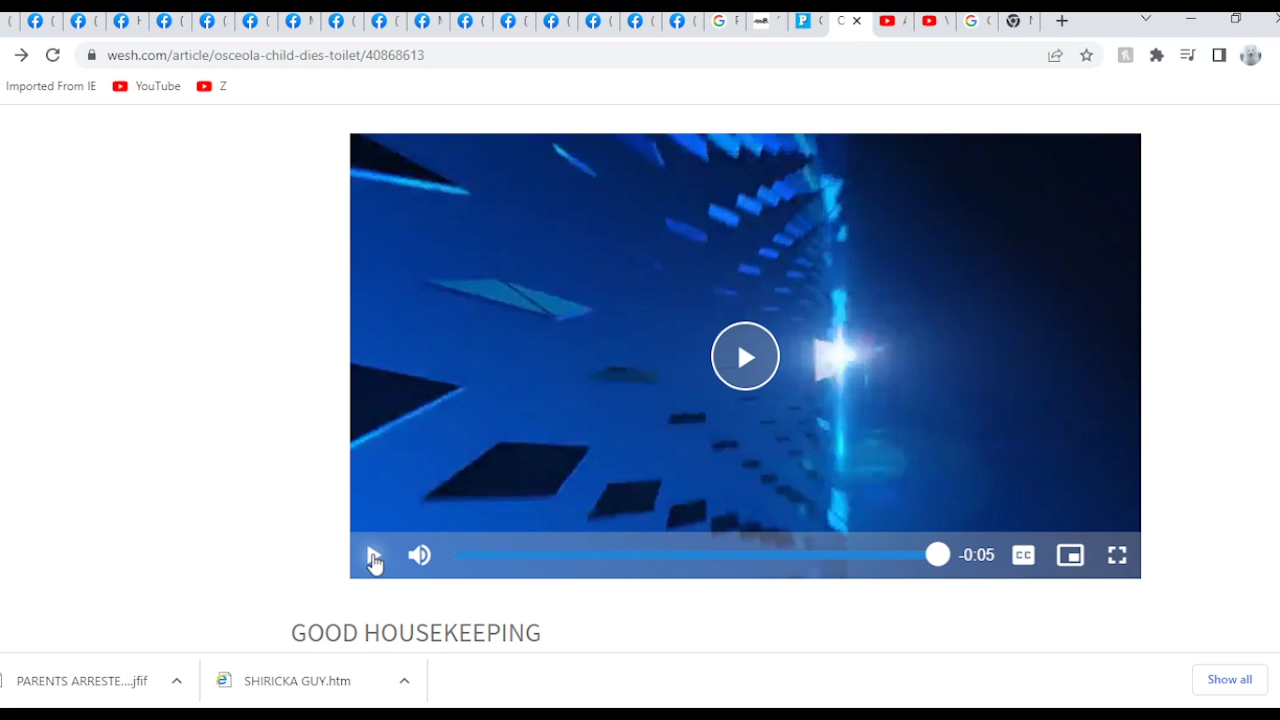 wesh.com/article/osceola-child-dies-toilet/40868613
Imported From IE YouTube Z
-0:05 CC
GOOD HOUSEKEEPING
PARENTS ARRESTE....jfif SHIRICKA GUY.htm Show all